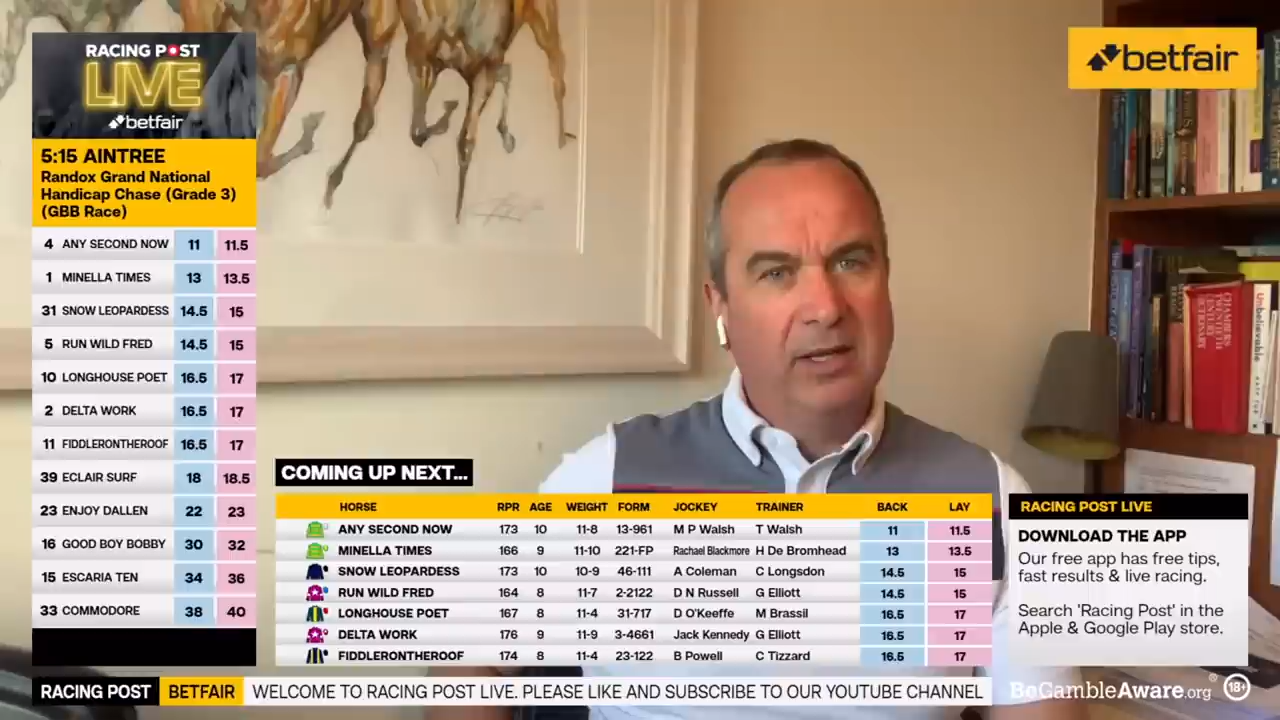 RACING POST
LIVE
betfair
5:15 AINTREE
Randox Grand National
Handicap Chase (Grade 3)
(GBB Race)
4 ANY SECOND NOW 11 11.5
1 MINELLA TIMES 13 13.5
31 SNOW LEOPARDESS 14.5 15
5 RUN WILD FRED 14.5 15
10 LONGHOUSE POET 16.5 17
2 DELTA WORK 16.5 17
11 FIDDLERONTHEROOF 16.5 17
39 ECLAIR SURF 18 18.5
23 ENJOY DALLEN 22 23
16 GOOD BOY BOBBY 30 32
15 ESCARIA TEN 34 36
33 COMMODORE 38 40
betfair
CHAMBERS
TWENTIETH
CENTURY
DICTIONARY
Unbelievable
COMING UP NEXT...
HORSE RPR AGE WEIGHT FORM JOCKEY TRAINER BACK LAY
ANY SECOND NOW 173 10 11-8 13-961 M P Walsh T Walsh 11 11.5
MINELLA TIMES 166 9 11-10 221-FP Rachael Blackmore H De Bromhead 13 13.5
SNOW LEOPARDESS 173 10 10-9 46-111 A Coleman C Longsdon 14.5 15
RUN WILD FRED 164 8 11-7 2-2122 D N Russell G Elliott 14.5 15
LONGHOUSE POET 167 8 11-4 31-717 D O'Keeffe M Brassil 16.5 17
DELTA WORK 176 9 11-9 3-4661 Jack Kennedy G Elliott 16.5 17
FIDDLERONTHEROOF 174 8 11-4 23-122 B Powell C Tizzard 16.5 17
RACING POST LIVE
DOWNLOAD THE APP
Our free app has free tips,
fast results & live racing.
Search 'Racing Post' in the
Apple & Google Play store.
RACING POST BETFAIR WELCOME TO RACING POST LIVE. PLEASE LIKE AND SUBSCRIBE TO OUR YOUTUBE CHANNEL
BeGambleAware.org® 18+